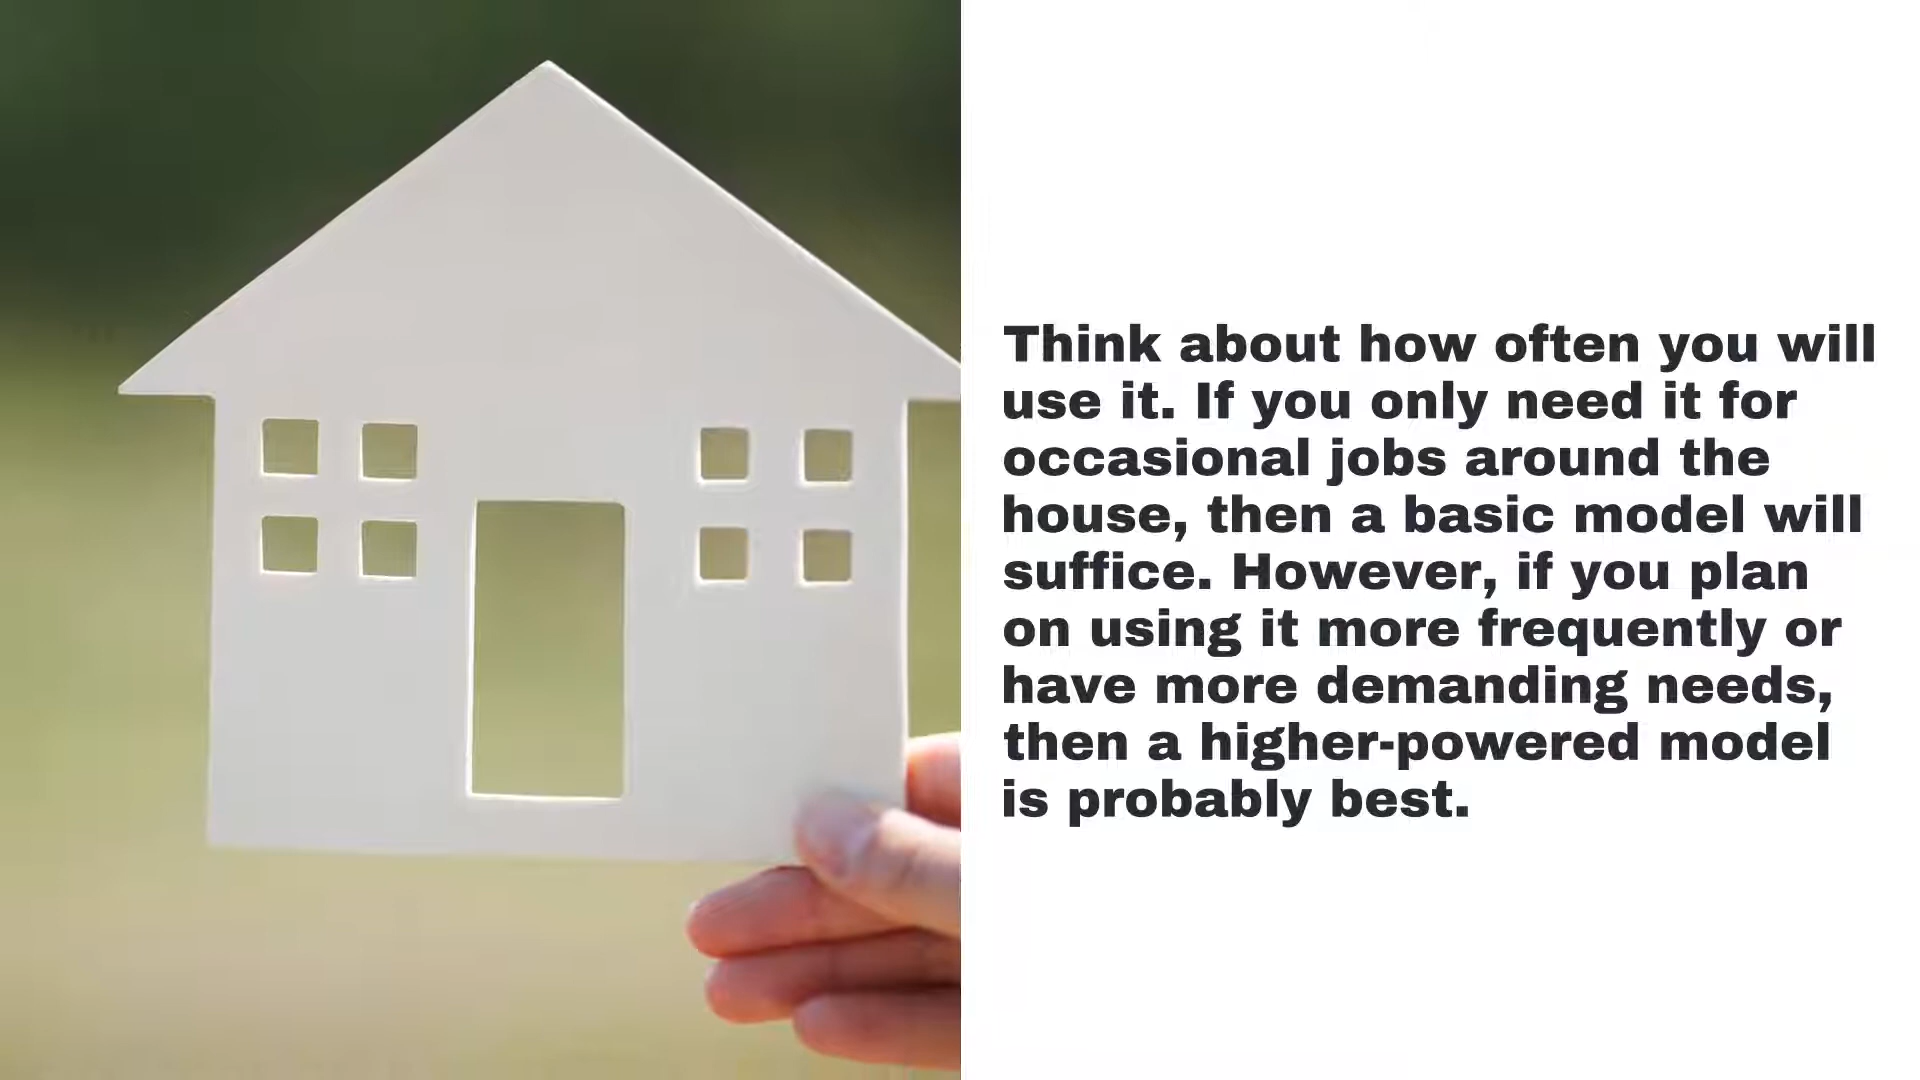 Think about how often you will
use it. If you only need it for
occasional jobs around the
house, then a basic model will
suffice. However, if you plan
on using it more frequently or
have more demanding needs,
then a higher-powered model
is probably best.